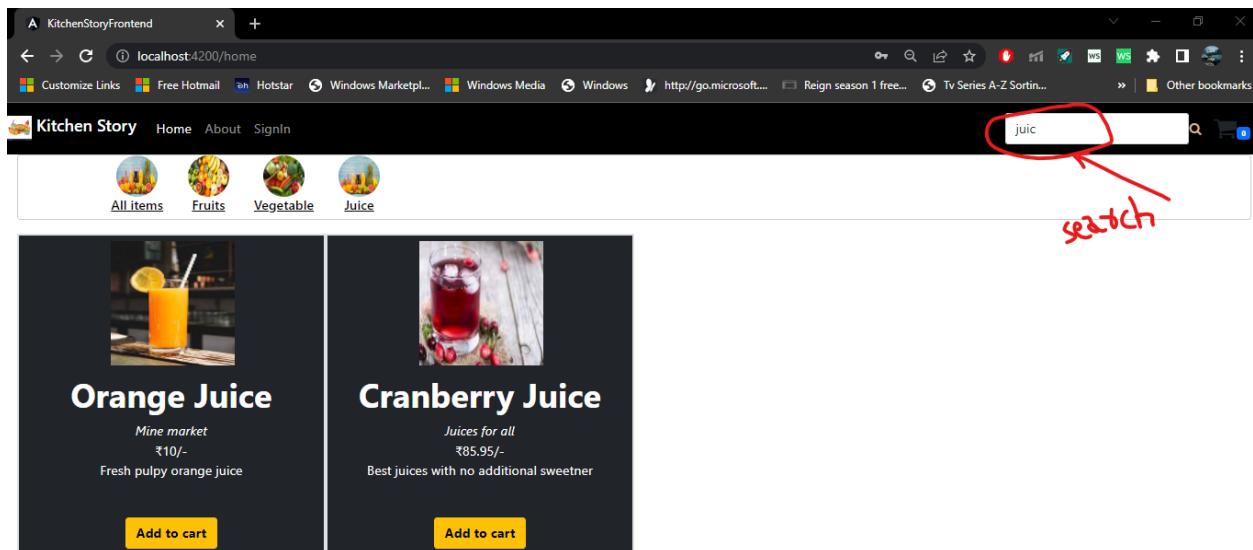 KitchenStoryFrontend
localhost:4200/home
Customize Links Free Hotmail Hotstar Windows Marketpl... Windows Media Windows http://go.microsoft.... Reign season 1 free... Tv Series A-Z Sortin... » Other bookmarks
Kitchen Story Home About SignIn juic 0
All items Fruits Vegetable Juice
search
Orange Juice Cranberry Juice
Mine market Juices for all
₹10/- ₹85.95/-
Fresh pulpy orange juice Best juices with no additional sweetner
Add to cart Add to cart